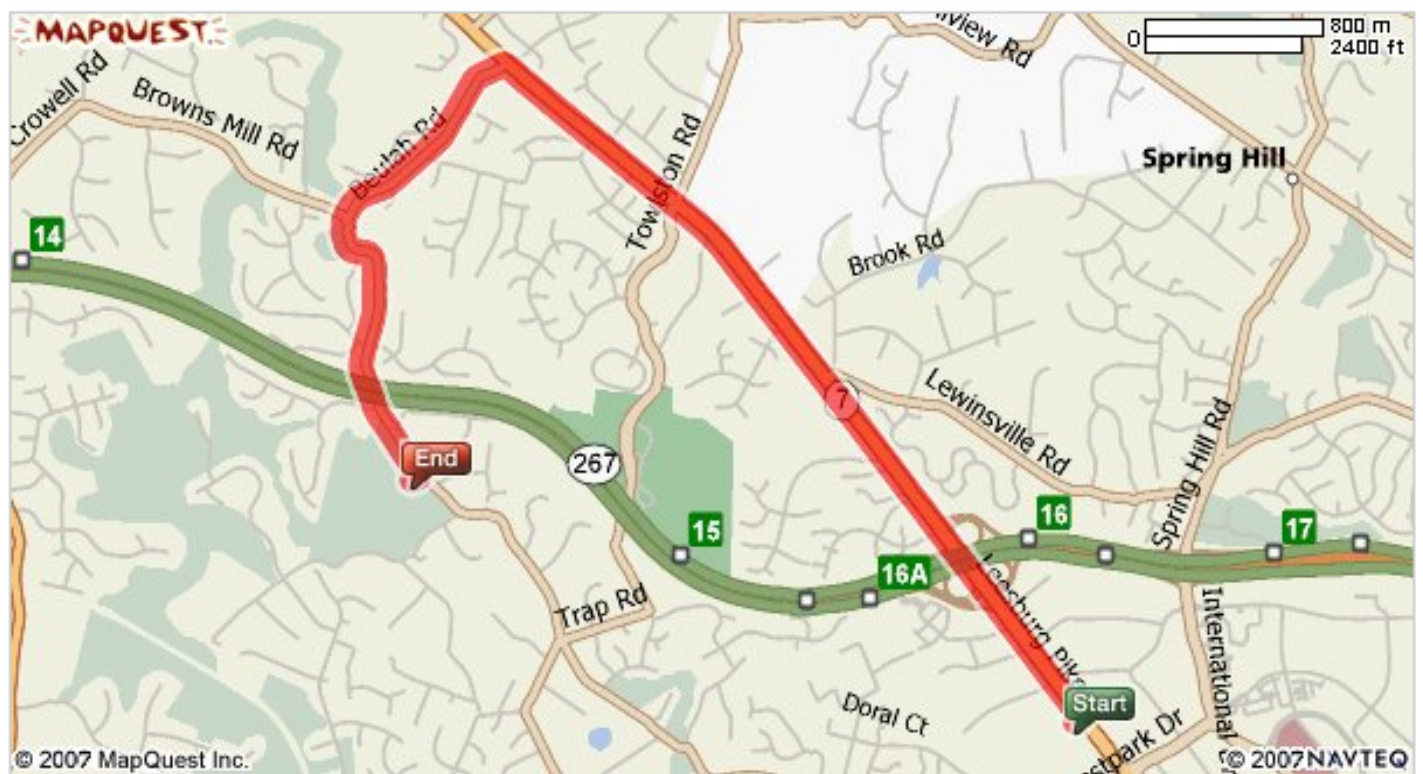 MAPQUEST
0
800 m
2400 ft
Crowell Rd
Browns Mill Rd
Beulah Rd
Towlston Rd
Rd
Spring Hill
14
Brook Rd
7
Lewinsville Rd
Spring Hill Rd
End
267
15
16
17
16A
Leesburg Pike
Trap Rd
International
Doral Ct
Start
Dr
© 2007 MapQuest Inc.
© 2007 NAVTEQ